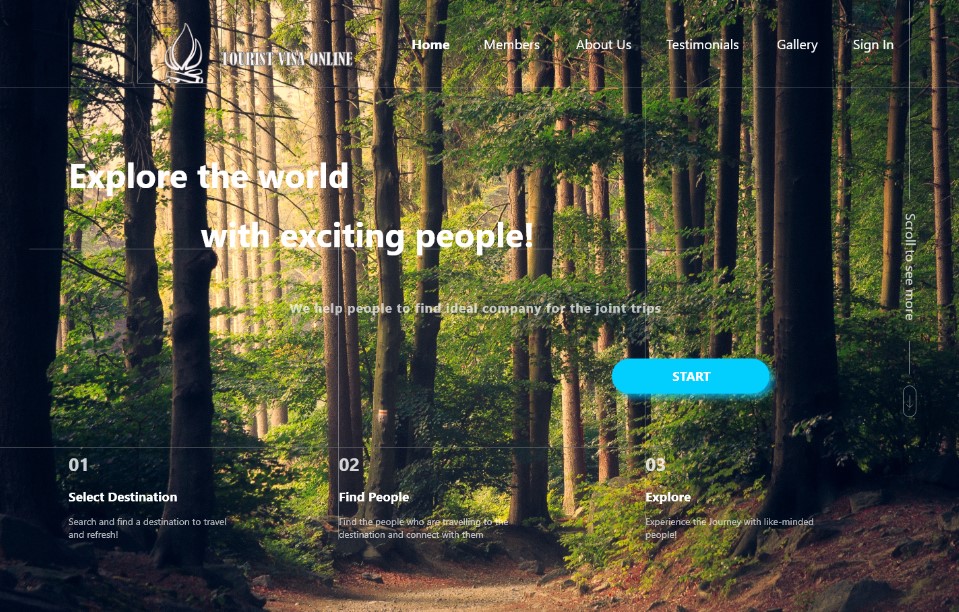 TOURIST VISA ONLINE
Home Members About Us Testimonials Gallery Sign In
Explore the world
with exciting people!
We help people to find ideal company for the joint trips
Scroll to see more
START
01
Select Destination
Search and find a destination to travel
and refresh!
02
Find People
Find the people who are travelling to the
destination and connect with them
03
Explore
Experience the Journey with like-minded
people!